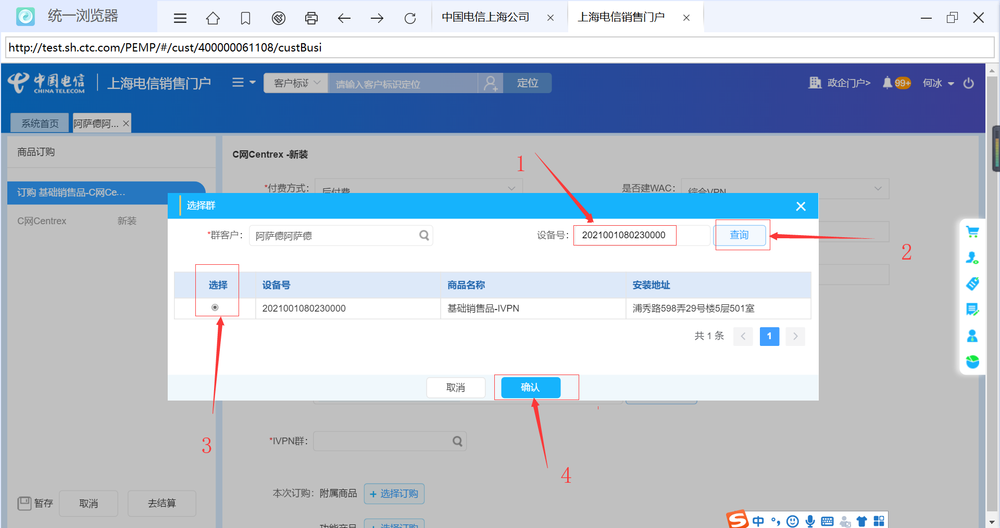 统一浏览器
中国电信上海公司
上海电信销售门户
http://test.sh.ctc.com/PEMP/#/cust/400000061108/custBusi
中国电信
CHINA TELECOM
上海电信销售门户
客户标识
请输入客户标识定位
定位
政企门户>
99+
何冰
系统首页
阿萨德阿...
商品订购
订购 基础销售品-C网Ce...
C网Centrex 新装
C网Centrex -新装
*付费方式: 后付费
是否建WAC: 综合VPN
1
选择群
*群客户: 阿萨德阿萨德
设备号: 2021001080230000
查询
2
选择 设备号 商品名称 安装地址
2021001080230000 基础销售品-IVPN 浦秀路598弄29号楼5层501室
共 1 条
1
取消
确认
3
4
*IVPN群:
本次订购: 附属商品 + 选择订购
功能商品 + 选择订购
暂存
取消
去结算
中